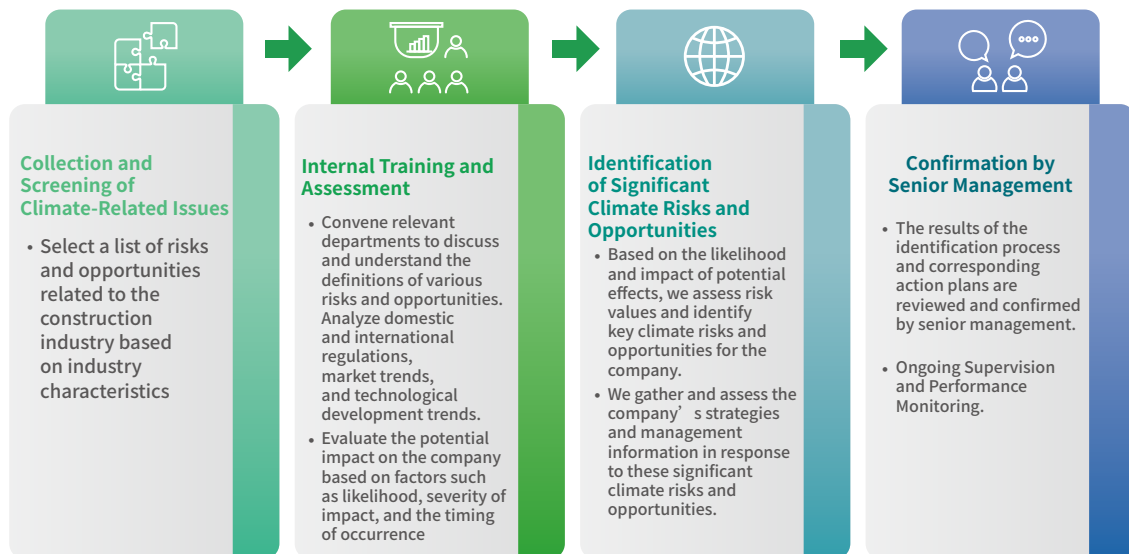 Collection and
Screening of
Climate-Related Issues
• Select a list of risks
and opportunities
related to the
construction
industry based
on industry
characteristics
Internal Training and
Assessment
• Convene relevant
departments to discuss
and understand the
definitions of various
risks and opportunities.
Analyze domestic
and international
regulations,
market trends,
and technological
development trends.
• Evaluate the potential
impact on the company
based on factors such
as likelihood, severity of
impact, and the timing
of occurrence
Identification
of Significant
Climate Risks and
Opportunities
• Based on the likelihood
and impact of potential
effects, we assess risk
values and identify
key climate risks and
opportunities for the
company.
• We gather and assess the
company’ s strategies
and management
information in response
to these significant
climate risks and
opportunities.
Confirmation by
Senior Management
• The results of the
identification process
and corresponding
action plans are
reviewed and confirmed
by senior management.
• Ongoing Supervision
and Performance
Monitoring.